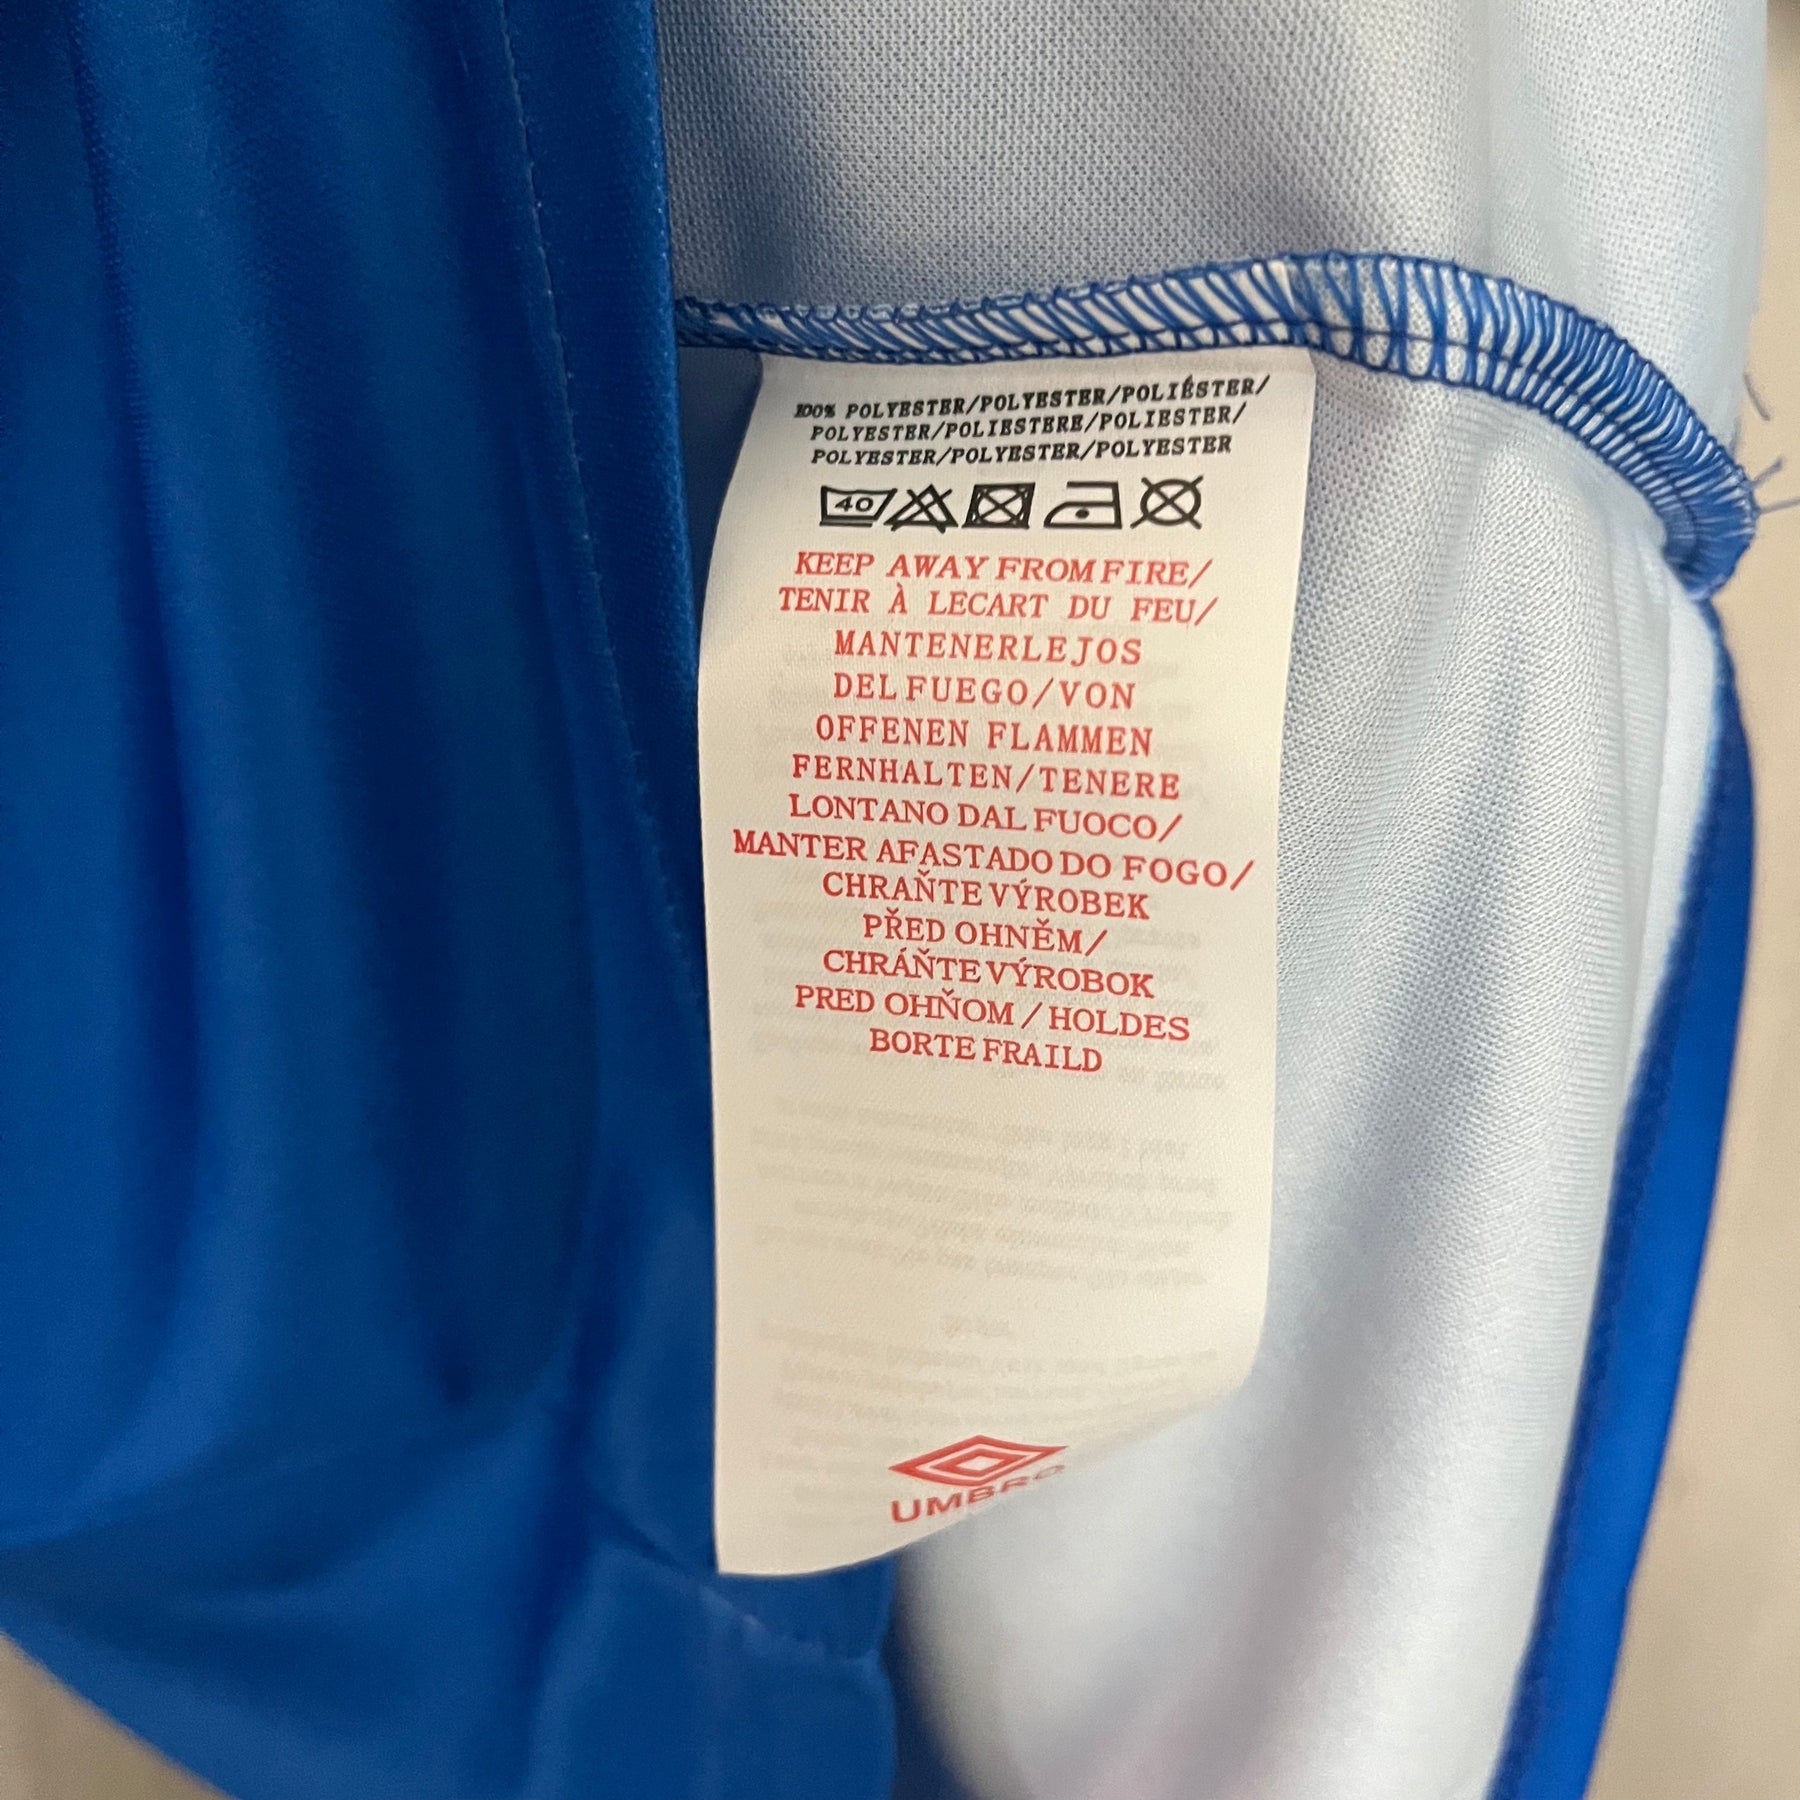 100% POLYESTER/POLYESTER/POLIÉSTER/
POLYESTER/POLIESTERE/POLIESTER/
POLYESTER/POLYESTER/POLYESTER
40
KEEP AWAY FROM FIRE/
TENIR À LECART DU FEU/
MANTENERLEJOS
DEL FUEGO/VON
OFFENEN FLAMMEN
FERNHALTEN/TENERE
LONTANO DAL FUOCO/
MANTER AFASTADO DO FOGO/
CHRAŇTE VÝROBEK
PŘED OHNĚM/
CHRÁŇTE VÝROBOK
PRED OHŇOM / HOLDES
BORTE FRAILD
UMBRO